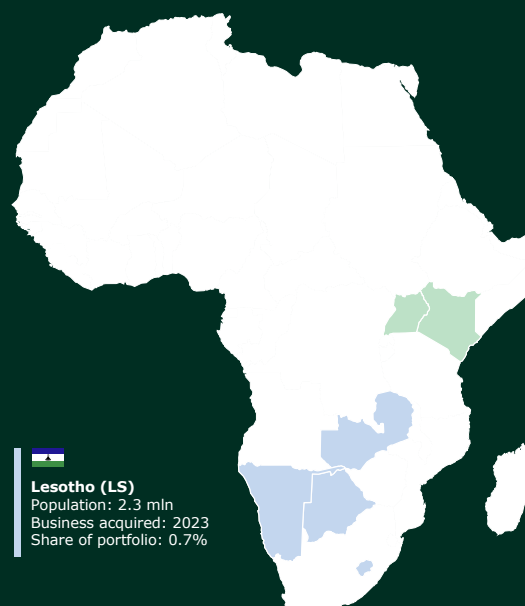 Lesotho (LS)
Population: 2.3 mln
Business acquired: 2023
Share of portfolio: 0.7%